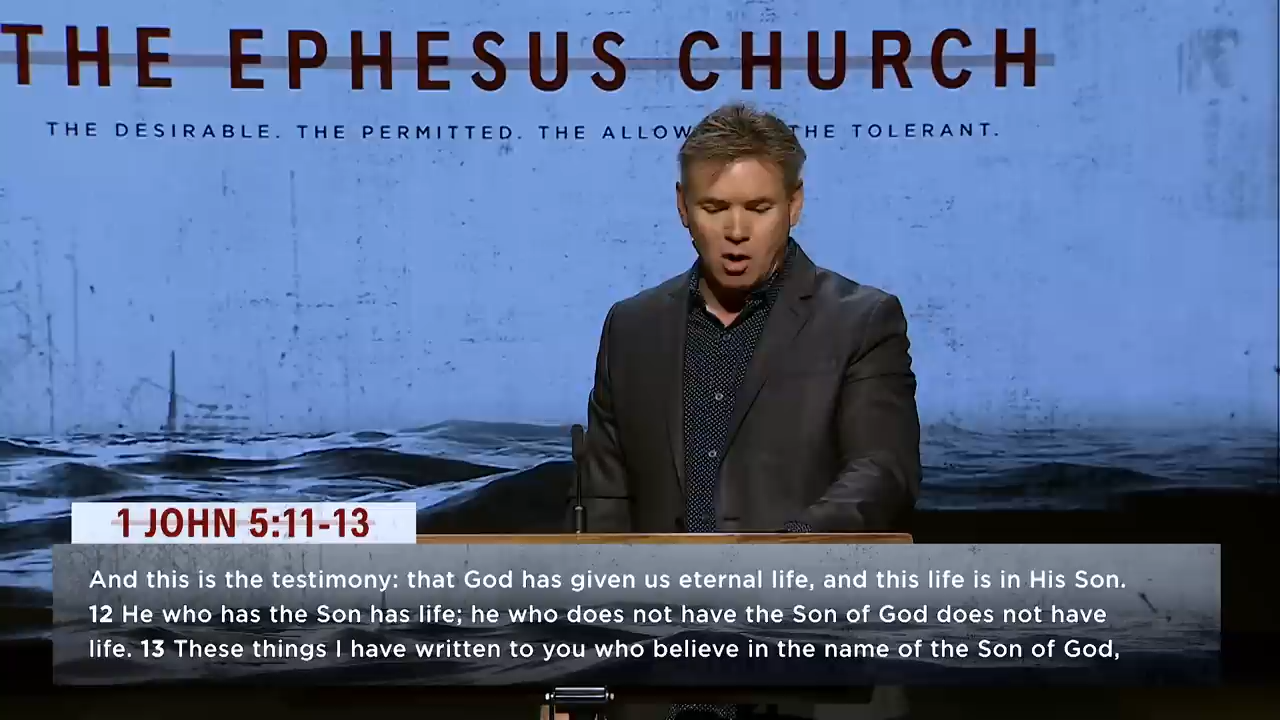 THE EPHESUS CHURCH
THE DESIRABLE. THE PERMITTED. THE ALLOW THE TOLERANT.
1 JOHN 5:11-13
And this is the testimony: that God has given us eternal life, and this life is in His Son.
12 He who has the Son has life; he who does not have the Son of God does not have
life. 13 These things I have written to you who believe in the name of the Son of God,